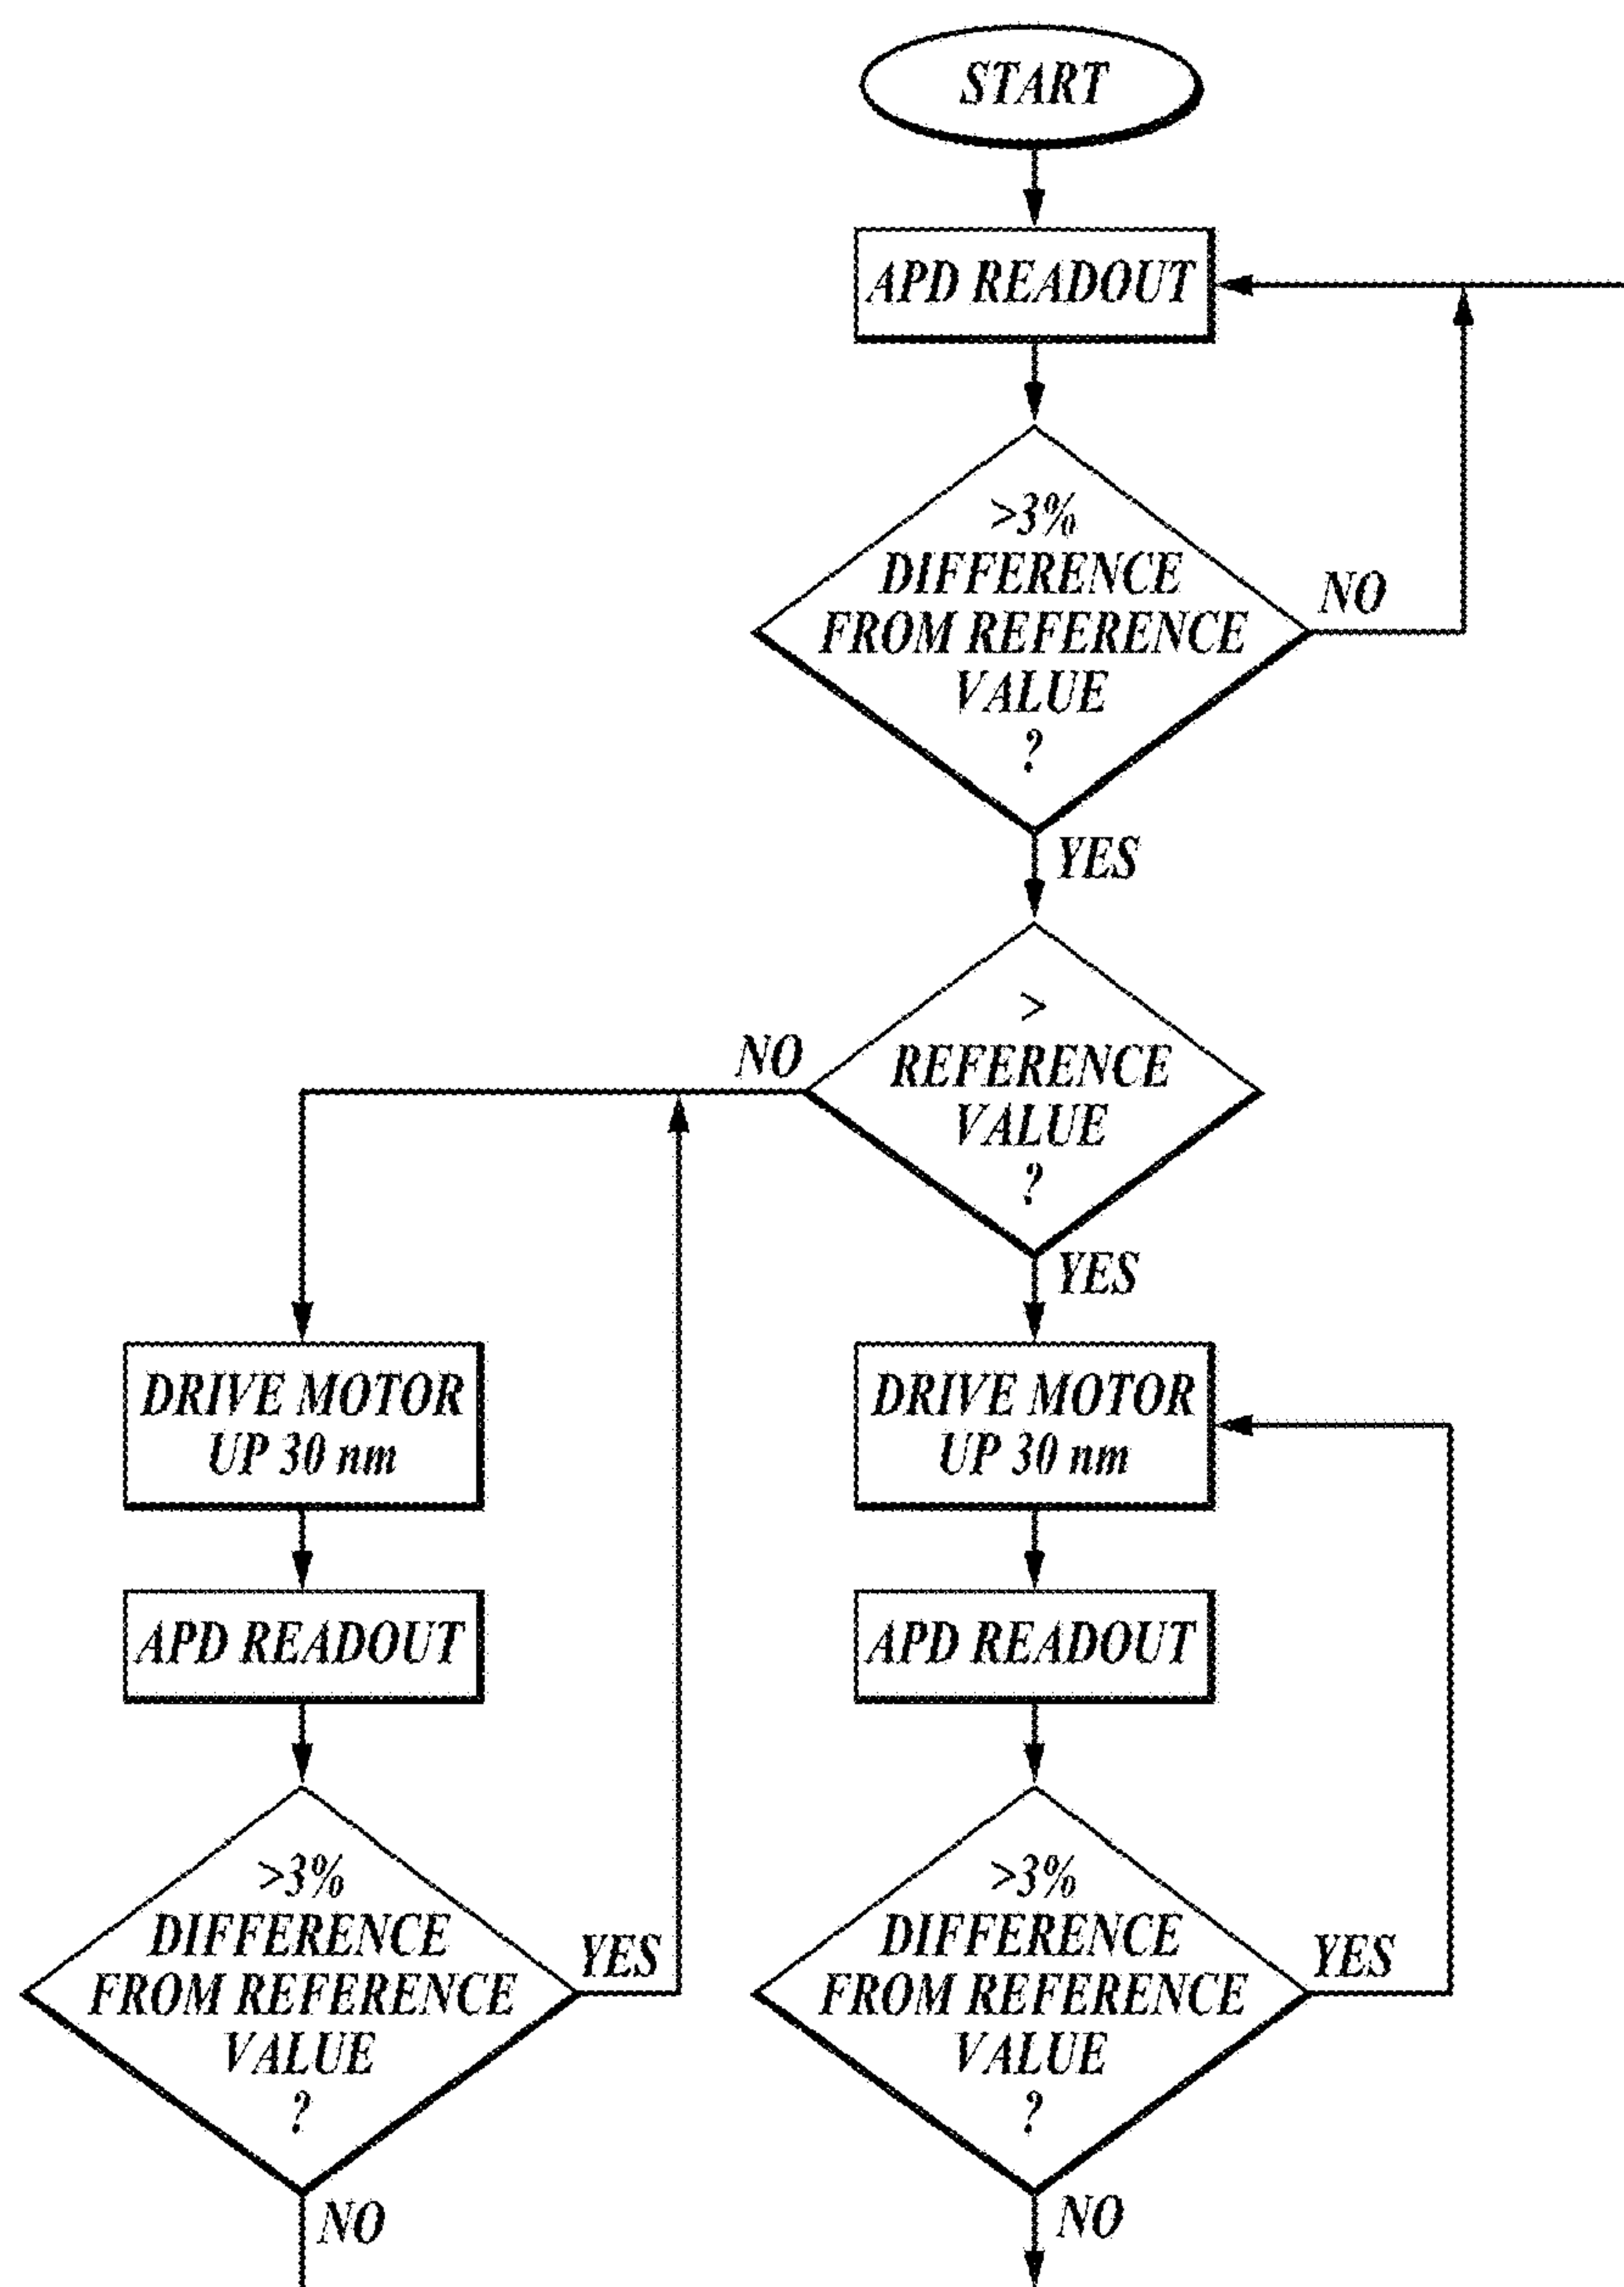 START
APD READOUT
>3%
DIFFERENCE
FROM REFERENCE
VALUE
?
NO
YES
>
REFERENCE
VALUE
?
NO
YES
DRIVE MOTOR
UP 30 nm
APD READOUT
>3%
DIFFERENCE
FROM REFERENCE
VALUE
?
YES
NO
DRIVE MOTOR
UP 30 nm
APD READOUT
>3%
DIFFERENCE
FROM REFERENCE
VALUE
?
YES
NO